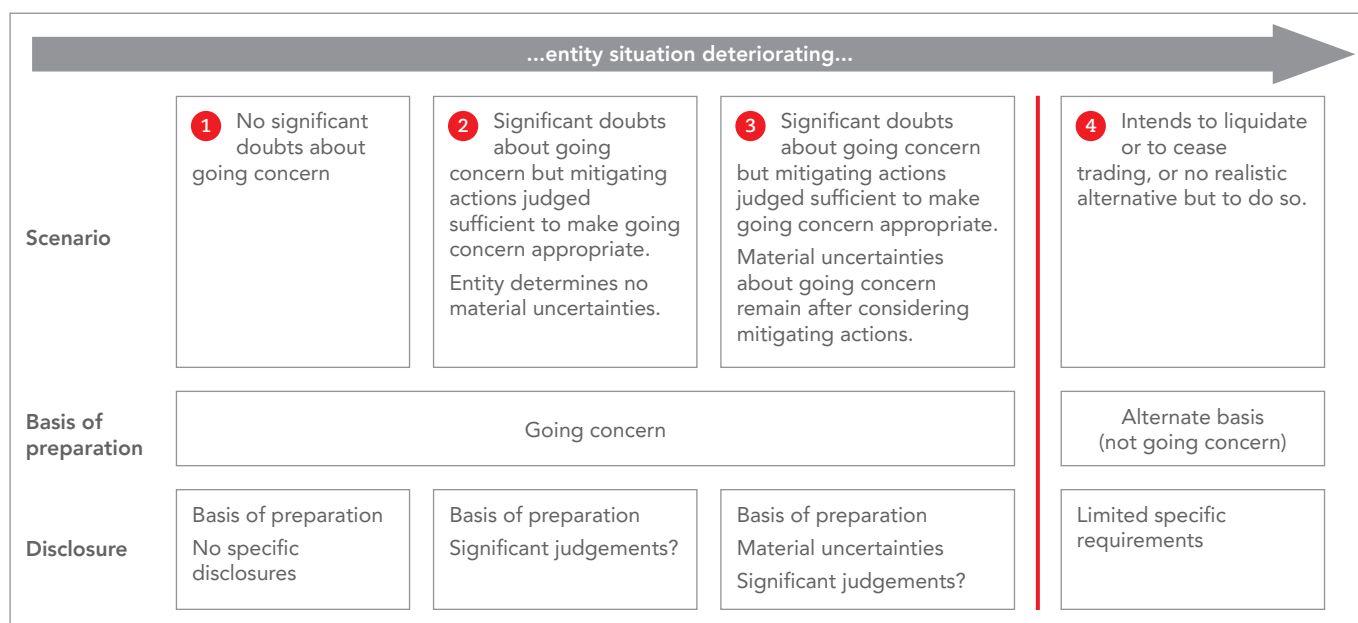 ...entity situation deteriorating...
Scenario
1 No significant
doubts about
going concern
2 Significant doubts
about going
concern but mitigating
actions judged
sufficient to make going
concern appropriate.
Entity determines no
material uncertainties.
3 Significant doubts
about going concern
but mitigating actions
judged sufficient to make
going concern appropriate.
Material uncertainties
about going concern
remain after considering
mitigating actions.
4 Intends to liquidate
or to cease
trading, or no realistic
alternative but to do so.
Basis of
preparation
Going concern
Alternate basis
(not going concern)
Disclosure
Basis of preparation
No specific
disclosures
Basis of preparation
Significant judgements?
Basis of preparation
Material uncertainties
Significant judgements?
Limited specific
requirements